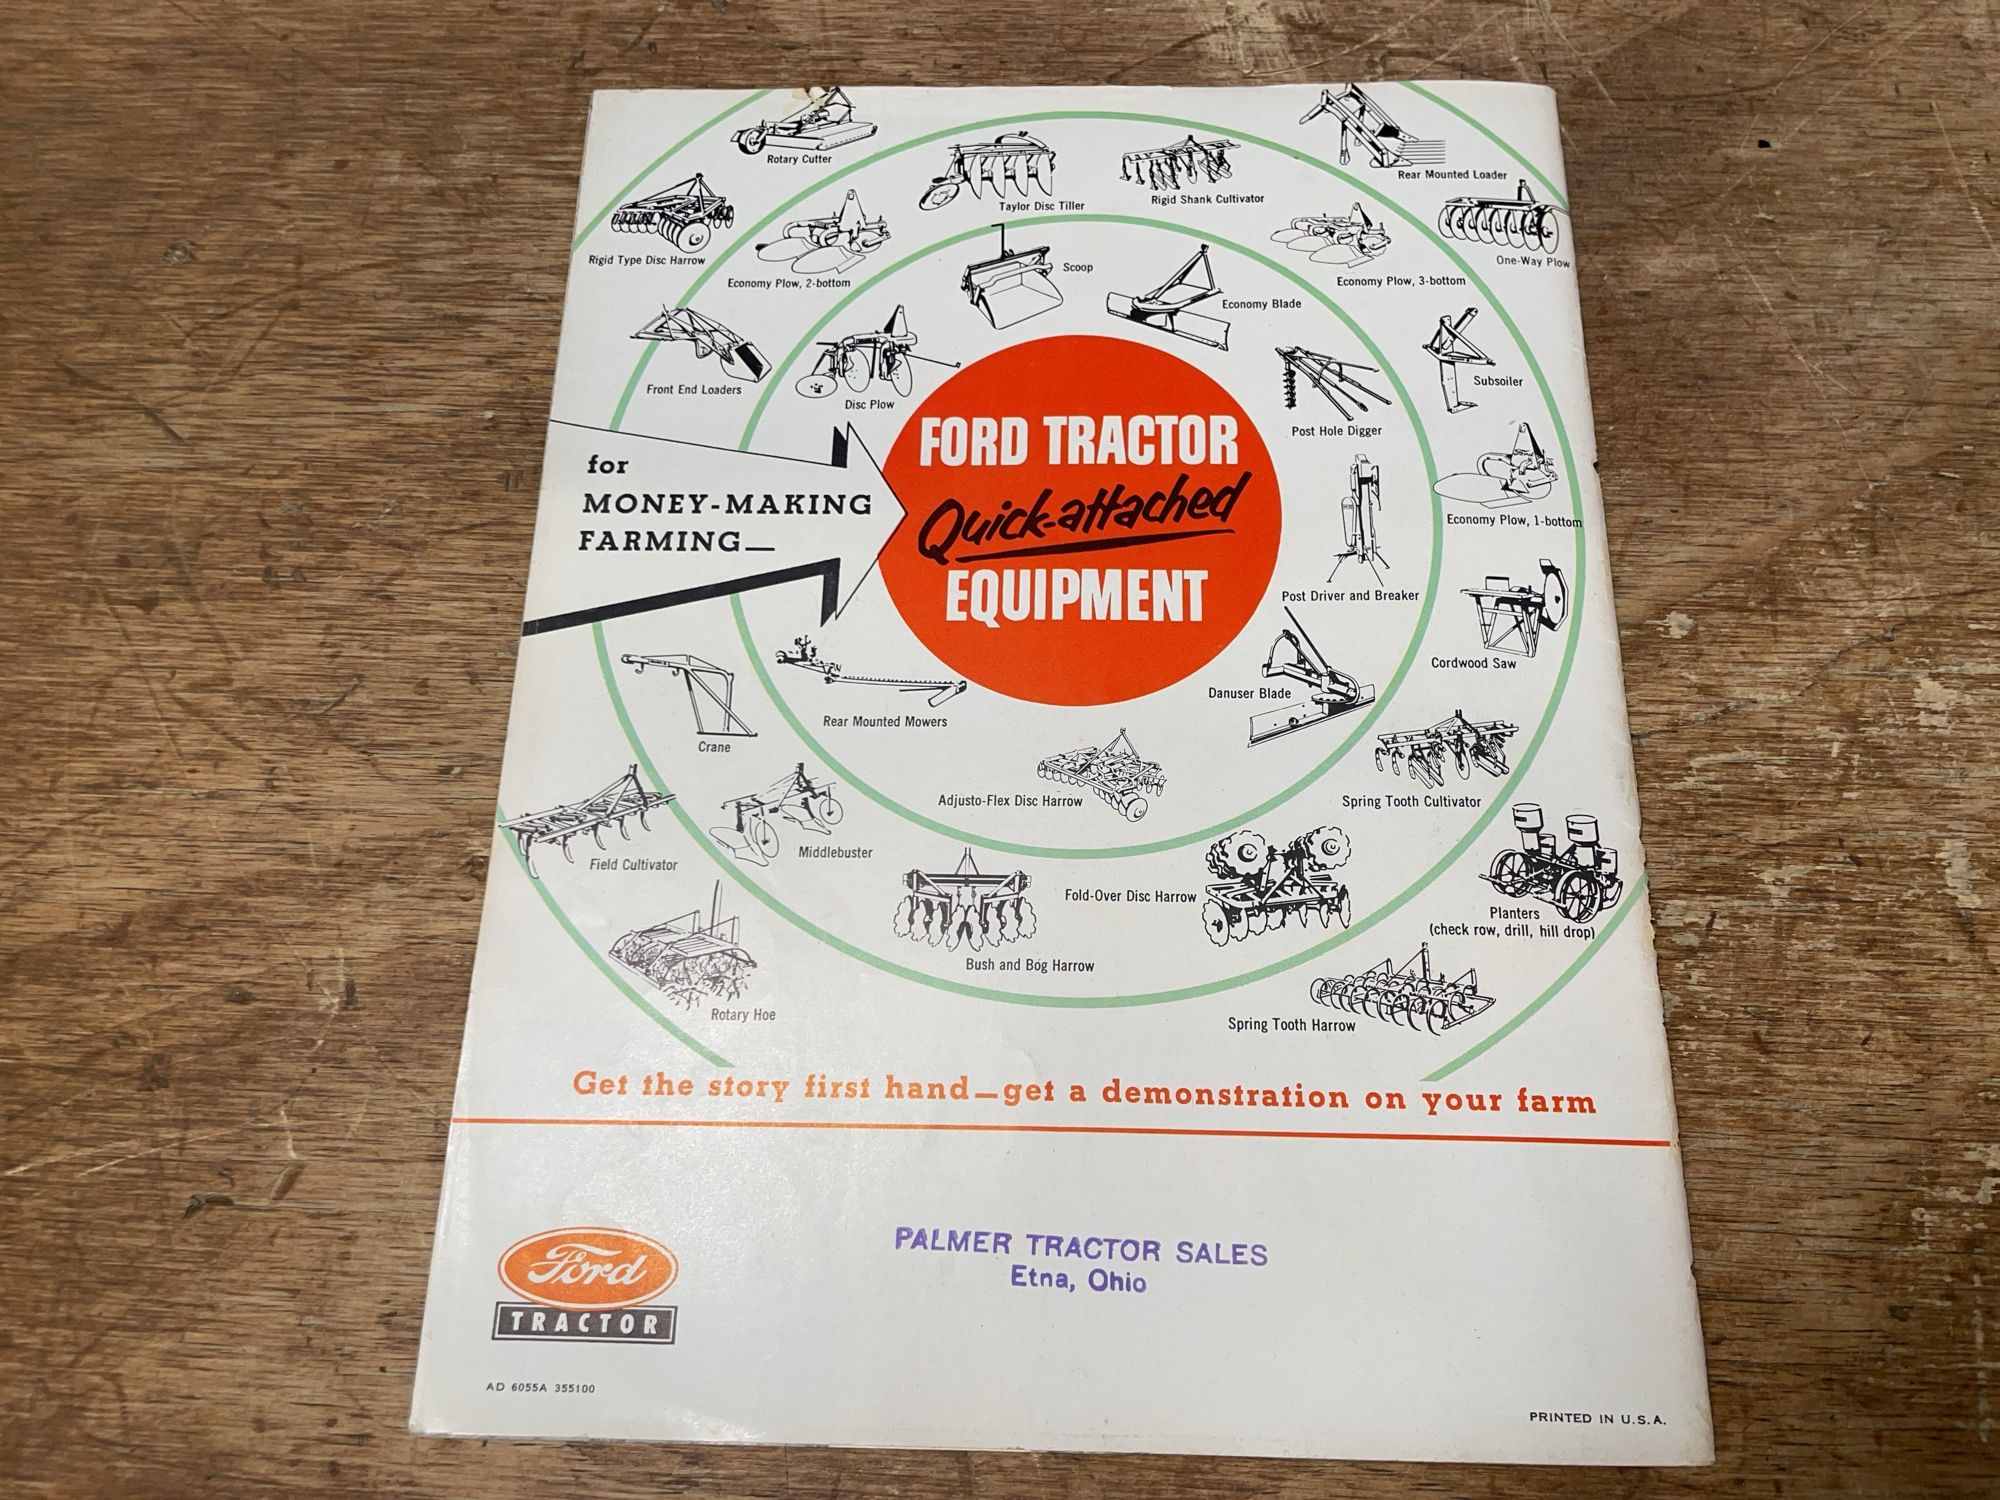 Rotary Cutter
Rear Mounted Loader
Taylor Disc Tiller
Rigid Shank Cultivator
Rigid Type Disc Harrow
One-Way Plow
Economy Plow, 2-bottom
Scoop
Economy Plow, 3-bottom
Economy Blade
Front End Loaders
Disc Plow
Subsoiler
Post Hole Digger
for
MONEY-MAKING
FARMING—
FORD TRACTOR
Quick-attached
EQUIPMENT
Economy Plow, 1-bottom
Post Driver and Breaker
Cordwood Saw
Danuser Blade
Rear Mounted Mowers
Crane
Adjusto-Flex Disc Harrow
Spring Tooth Cultivator
Field Cultivator
Middlebuster
Fold-Over Disc Harrow
Planters
(check row, drill, hill drop)
Bush and Bog Harrow
Rotary Hoe
Spring Tooth Harrow
Get the story first hand—get a demonstration on your farm
PALMER TRACTOR SALES
Etna, Ohio
Ford
TRACTOR
AD 6055A 355100
PRINTED IN U.S.A.